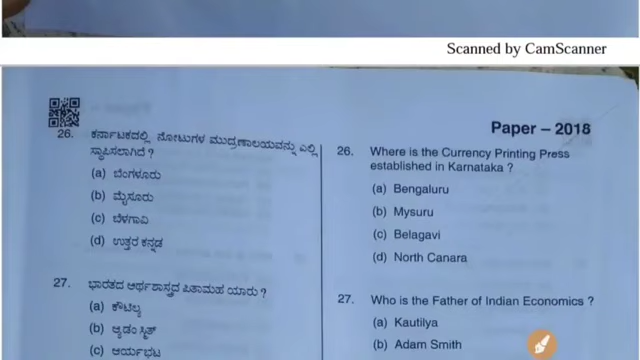 Scanned by CamScanner
Paper – 2018
26. ಕರ್ನಾಟಕದಲ್ಲಿ ನೋಟುಗಳ ಮುದ್ರಣಾಲಯವನ್ನು ಎಲ್ಲಿ
ಸ್ಥಾಪಿಸಲಾಗಿದೆ ?
(a) ಬೆಂಗಳೂರು
(b) ಮೈಸೂರು
(c) ಬೆಳಗಾವಿ
(d) ಉತ್ತರ ಕನ್ನಡ
27. ಭಾರತದ ಅರ್ಥಶಾಸ್ತ್ರದ ಪಿತಾಮಹ ಯಾರು ?
(a) ಕೌಟಿಲ್ಯ
(b) ಆ್ಯಡಂ ಸ್ಮಿತ್
(c) ಆರ್ಯಭಟ
26. Where is the Currency Printing Press
established in Karnataka ?
(a) Bengaluru
(b) Mysuru
(c) Belagavi
(d) North Canara
27. Who is the Father of Indian Economics ?
(a) Kautilya
(b) Adam Smith